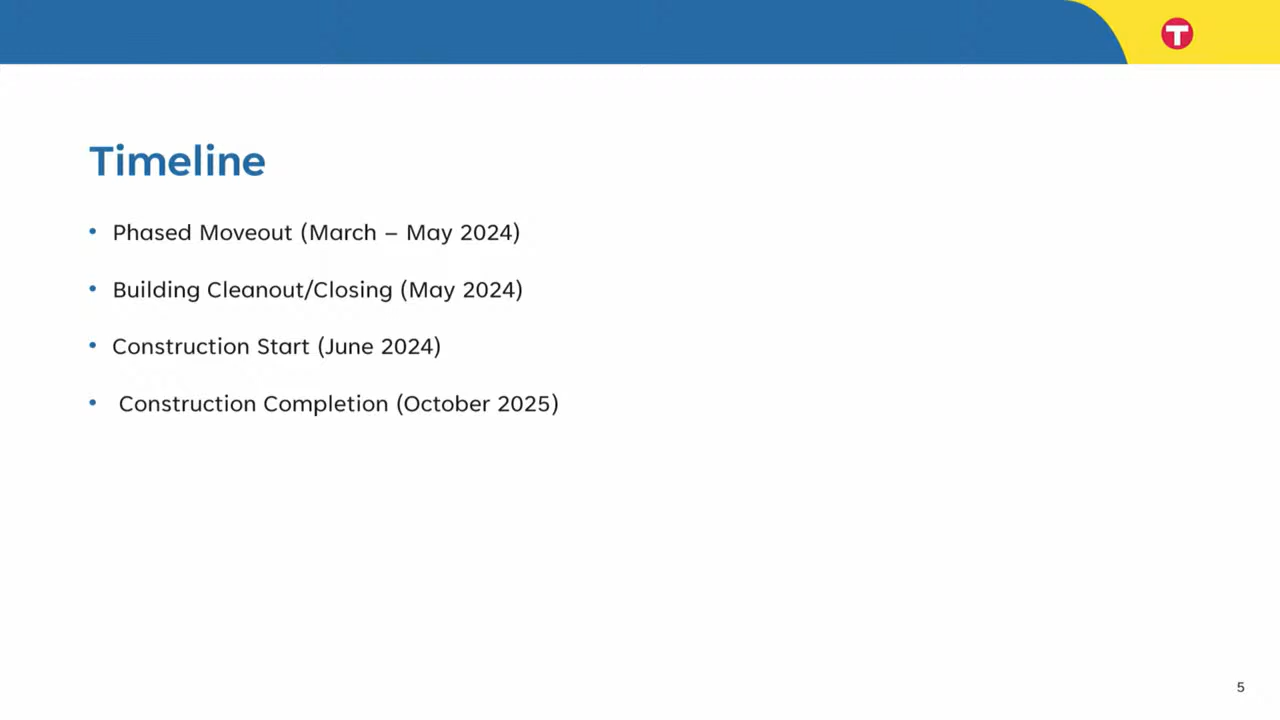 T
Timeline
• Phased Moveout (March – May 2024)
• Building Cleanout/Closing (May 2024)
• Construction Start (June 2024)
• Construction Completion (October 2025)
5